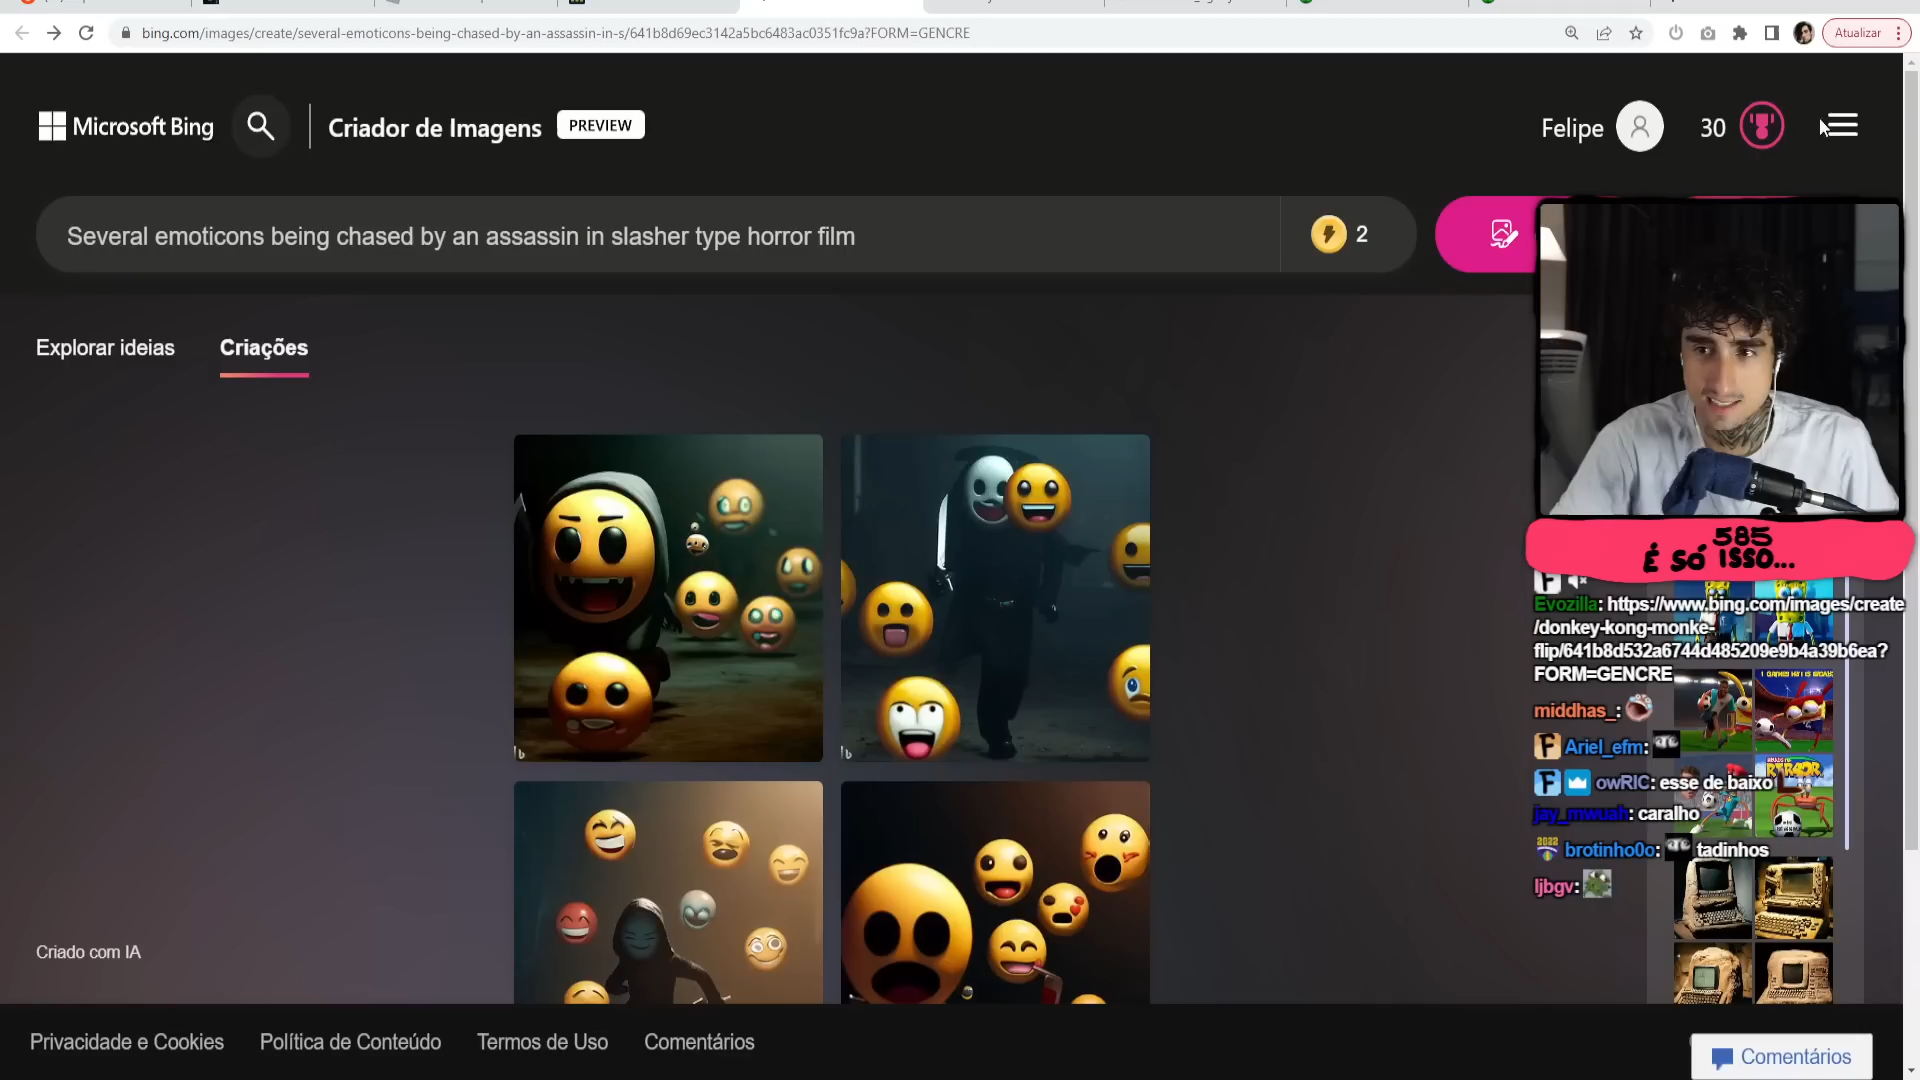 bing.com/images/create/several-emoticons-being-chased-by-an-assassin-in-s/641b8d69ec3142a5bc6483ac0351fc9a?FORM=GENCRE
Atualizar
Microsoft Bing
Criador de Imagens
PREVIEW
Felipe
30
Several emoticons being chased by an assassin in slasher type horror film
2
Explorar ideias
Criações
585
É SÓ ISSO...
Evozilla: https://www.bing.com/images/create
/donkey-kong-monke-
flip/641b8d532a6744d485209e9b4a39b6ea?
FORM=GENCRE
middhas_:
Ariel_efm:
owRIC: esse de baixo
jay_mwuah: caralho
2022
brotinho0o: tadinhos
ljbgv:
Criado com IA
Privacidade e Cookies
Política de Conteúdo
Termos de Uso
Comentários
Comentários